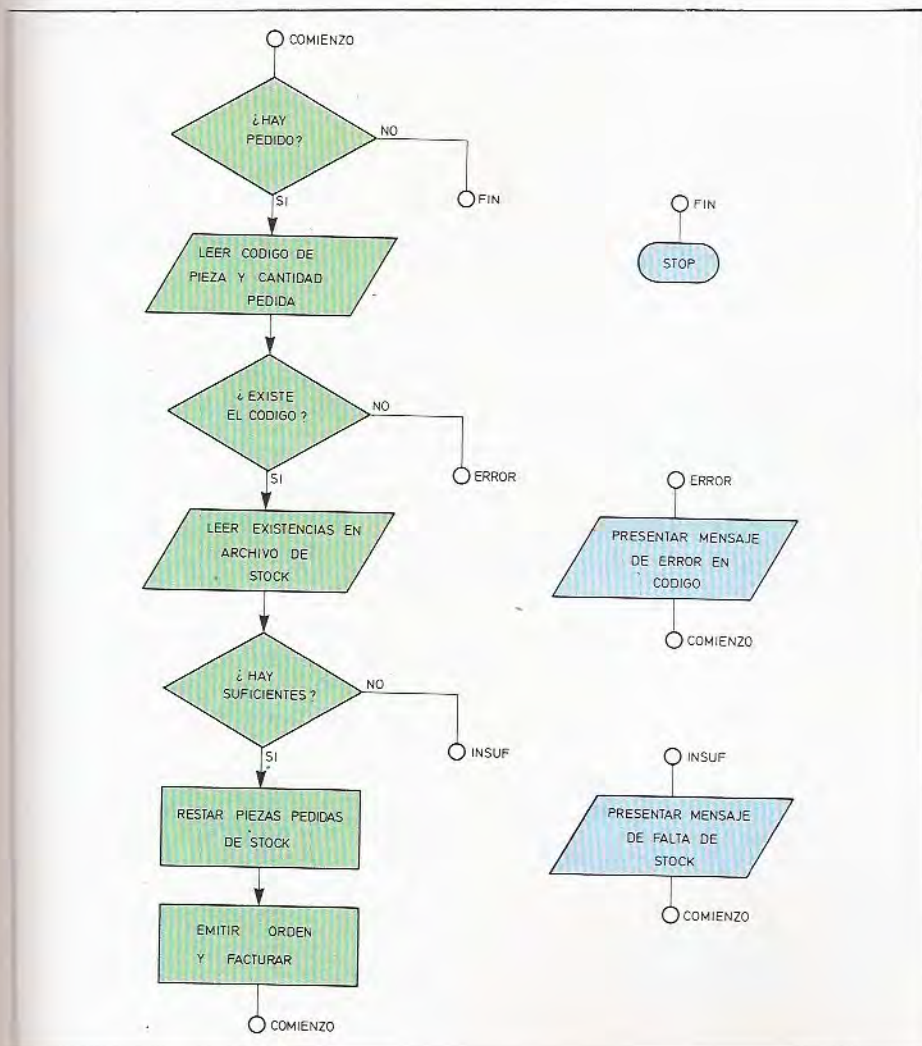 COMIENZO
¿HAY
PEDIDO?
NO
FIN
SI
LEER CODIGO DE
PIEZA Y CANTIDAD
PEDIDA
¿EXISTE
EL CODIGO?
NO
ERROR
SI
LEER EXISTENCIAS EN
ARCHIVO DE
STOCK
¿HAY
SUFICIENTES?
NO
INSUF
SI
RESTAR PIEZAS PEDIDAS
DE STOCK
EMITIR ORDEN
Y FACTURAR
COMIENZO
FIN
STOP
ERROR
PRESENTAR MENSAJE
DE ERROR EN
CODIGO
COMIENZO
INSUF
PRESENTAR MENSAJE
DE FALTA DE
STOCK
COMIENZO